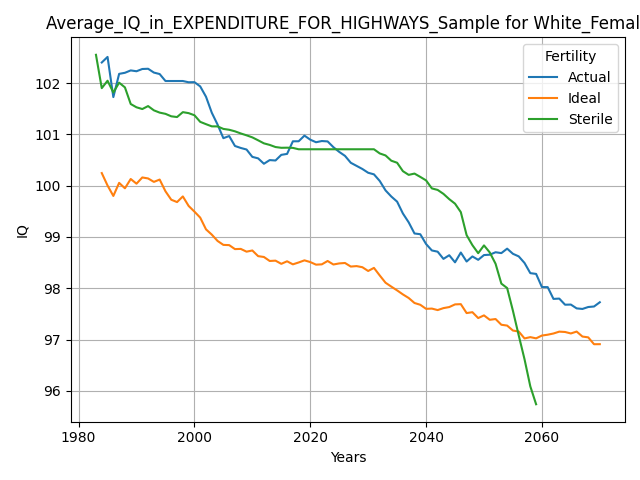 Average_IQ_in_EXPENDITURE_FOR_HIGHWAYS_Sample for White_Femal
Fertility
Actual
Ideal
Sterile
IQ
102
101
100
99
98
97
96
1980
2000
2020
2040
2060
Years